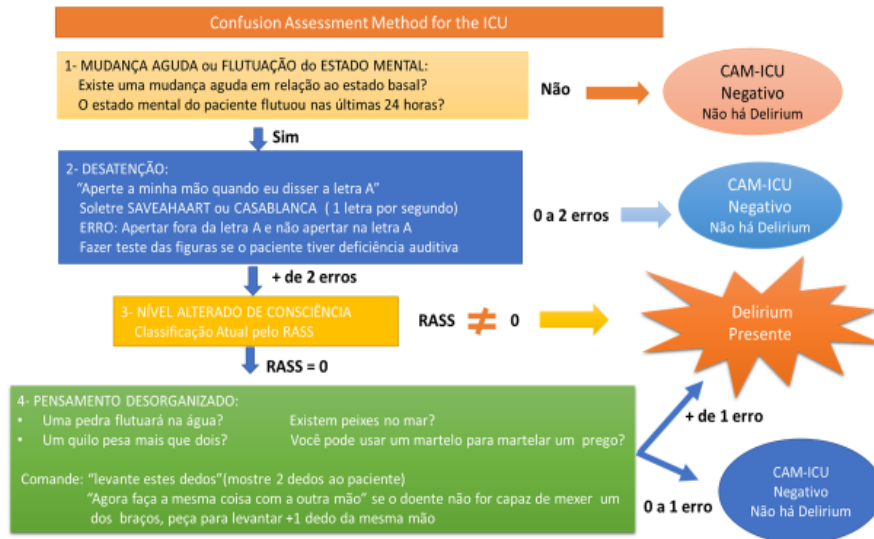 Confusion Assessment Method for the ICU
1- MUDANÇA AGUDA ou FLUTUAÇÃO do ESTADO MENTAL:
Existe uma mudança aguda em relação ao estado basal?
O estado mental do paciente flutuou nas últimas 24 horas?
Não
CAM-ICU
Negativo
Não há Delirium
Sim
2- DESATENÇÃO:
“Aperte a minha mão quando eu disser a letra A”
Soletre SAVEAHAART ou CASABLANCA ( 1 letra por segundo)
ERRO: Apertar fora da letra A e não apertar na letra A
Fazer teste das figuras se o paciente tiver deficiência auditiva
0 a 2 erros
CAM-ICU
Negativo
Não há Delirium
+ de 2 erros
3- NÍVEL ALTERADO DE CONSCIÊNCIA
Classificação Atual pelo RASS
RASS ≠ 0
Delirium
Presente
RASS = 0
4- PENSAMENTO DESORGANIZADO:
• Uma pedra flutuará na água? Existem peixes no mar?
• Um quilo pesa mais que dois? Você pode usar um martelo para martelar um prego?
Comande: “levante estes dedos”(mostre 2 dedos ao paciente)
“Agora faça a mesma coisa com a outra mão” se o doente não for capaz de mexer um
dos braços, peça para levantar +1 dedo da mesma mão
+ de 1 erro
0 a 1 erro
CAM-ICU
Negativo
Não há Delirium